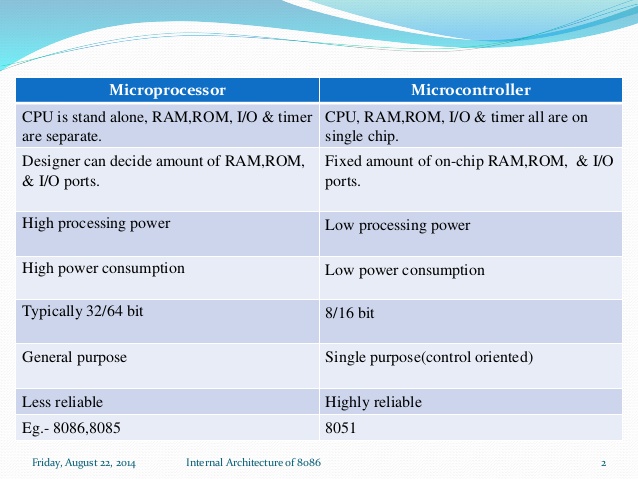 Microprocessor Microcontroller
CPU is stand alone, RAM,ROM, I/O & timer
are separate.
CPU, RAM,ROM, I/O & timer all are on
single chip.
Designer can decide amount of RAM,ROM,
& I/O ports.
Fixed amount of on-chip RAM,ROM, & I/O
ports.
High processing power
Low processing power
High power consumption
Low power consumption
Typically 32/64 bit
8/16 bit
General purpose
Single purpose(control oriented)
Less reliable
Highly reliable
Eg.- 8086,8085
8051
Friday, August 22, 2014 Internal Architecture of 8086 2